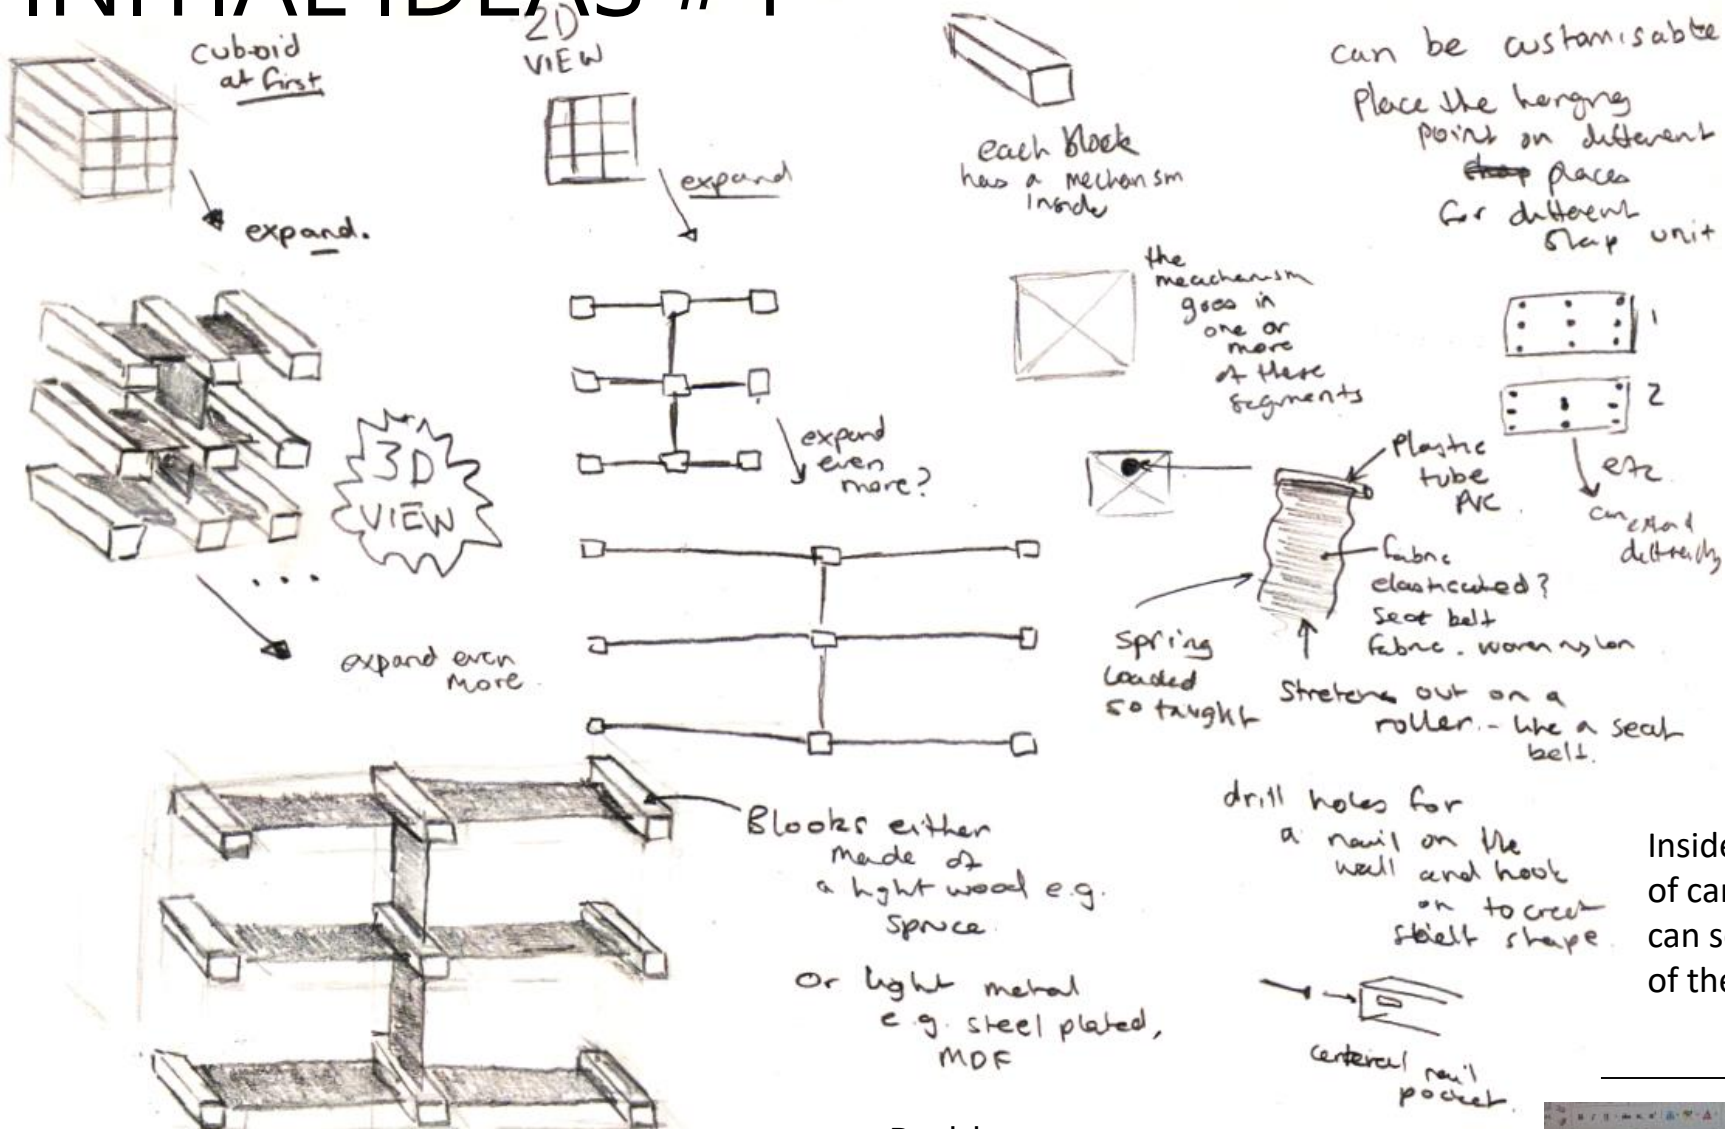 INITIAL IDEAS #1
cuboid
at first
expand.
3D
VIEW
expand even
more
2D
VIEW
expand
expand
even
more?
Blooks either
made of
a light wood e.g.
spruce
Or light metal
e.g. steel plated,
MDF
each block
has a mechanism
inside
the
meachanism
goes in
one or
more
of these
segments
Plastic
tube
PVC
fabric
elasticated?
Seat belt
fabric. woven nylon
Spring
loaded
so taught
Stretches out on a
roller - like a seat
belt.
can be customisable
Place the hanging
point on different
places
for different
shap unit
1
2
etc
can extend
drill holes for
a nail on the
wall and hook
on to creat
shape
centeral nail
pocket.
Inside
of car
can s
of the